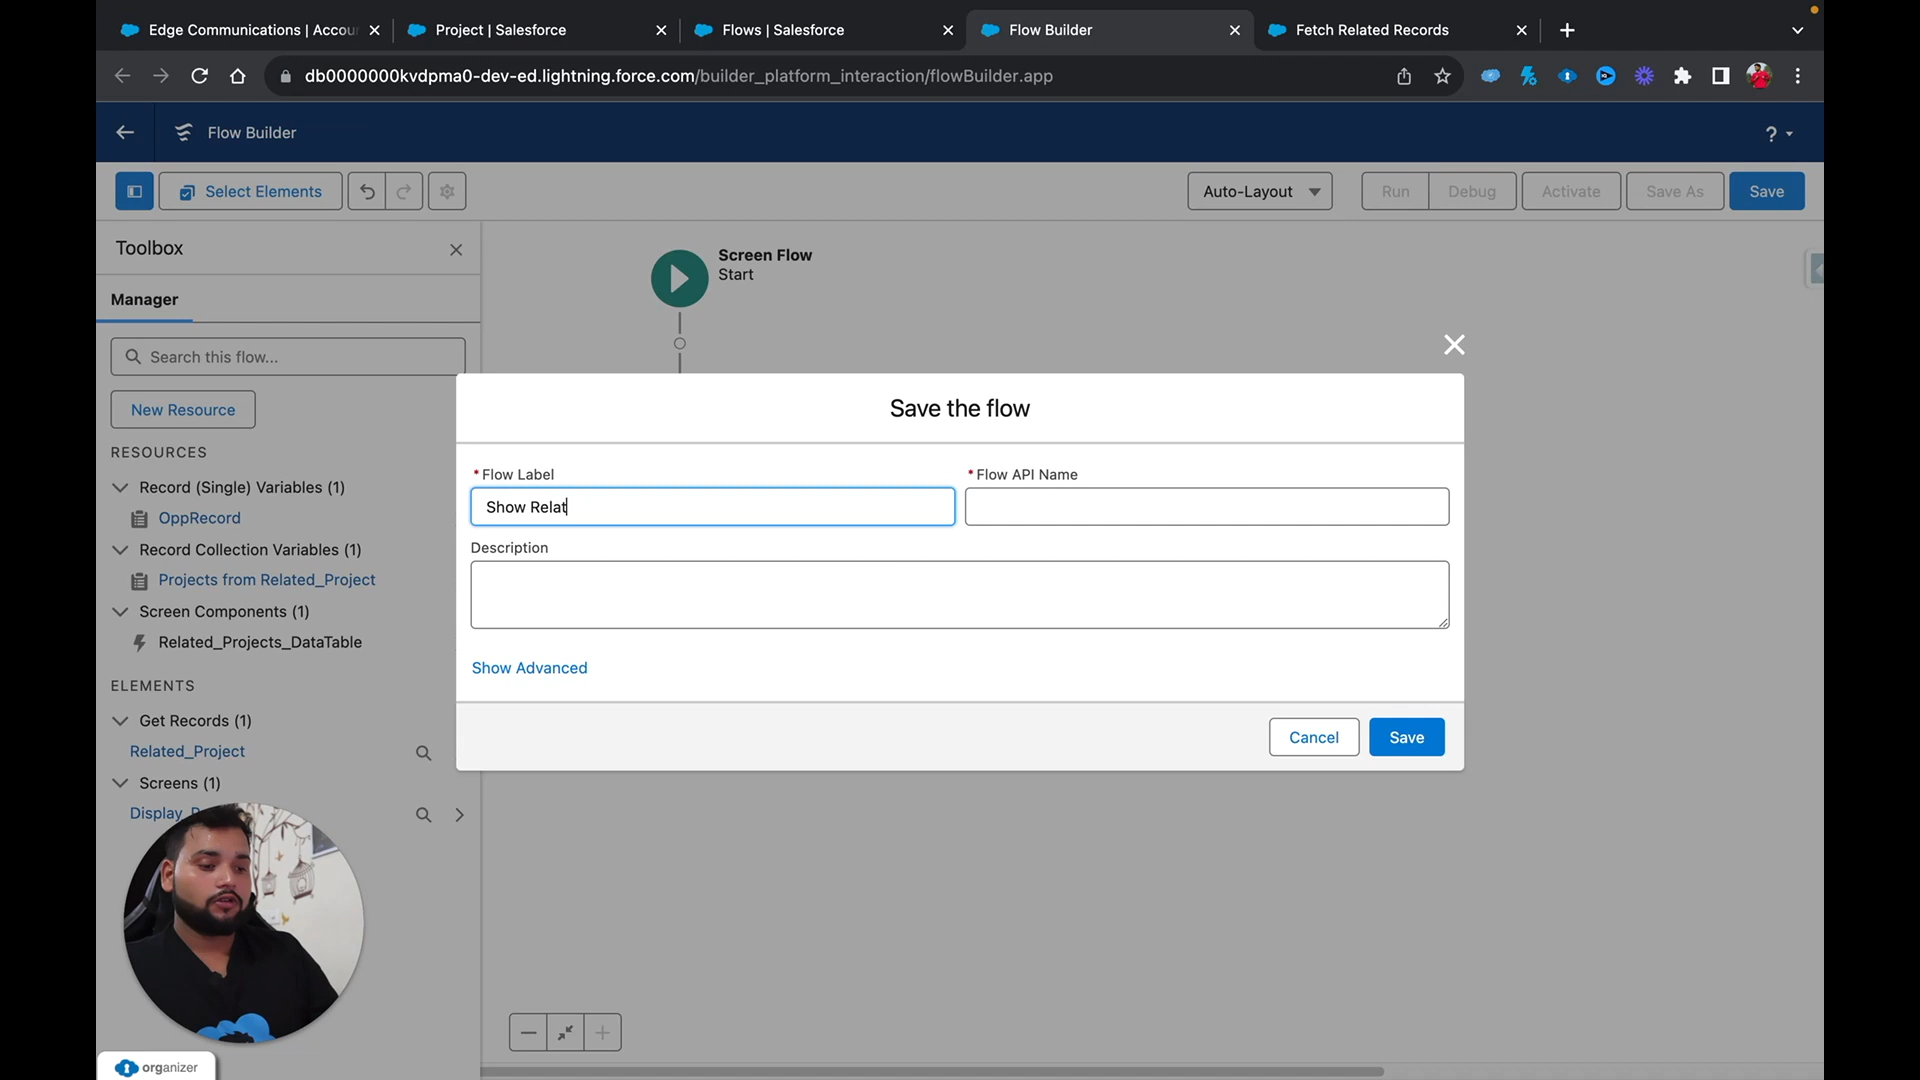 Edge Communications | Accou
Project | Salesforce
Flows | Salesforce
Flow Builder
Fetch Related Records
db0000000kvdpma0-dev-ed.lightning.force.com/builder_platform_interaction/flowBuilder.app
Flow Builder
?
Select Elements
Auto-Layout
Run
Debug
Activate
Save As
Save
Toolbox
Manager
Search this flow...
New Resource
RESOURCES
Record (Single) Variables (1)
OppRecord
Record Collection Variables (1)
Projects from Related_Project
Screen Components (1)
Related_Projects_DataTable
ELEMENTS
Get Records (1)
Related_Project
Screens (1)
Display
Screen Flow
Start
Save the flow
* Flow Label
* Flow API Name
Show Relat
Description
Show Advanced
Cancel
Save
organizer